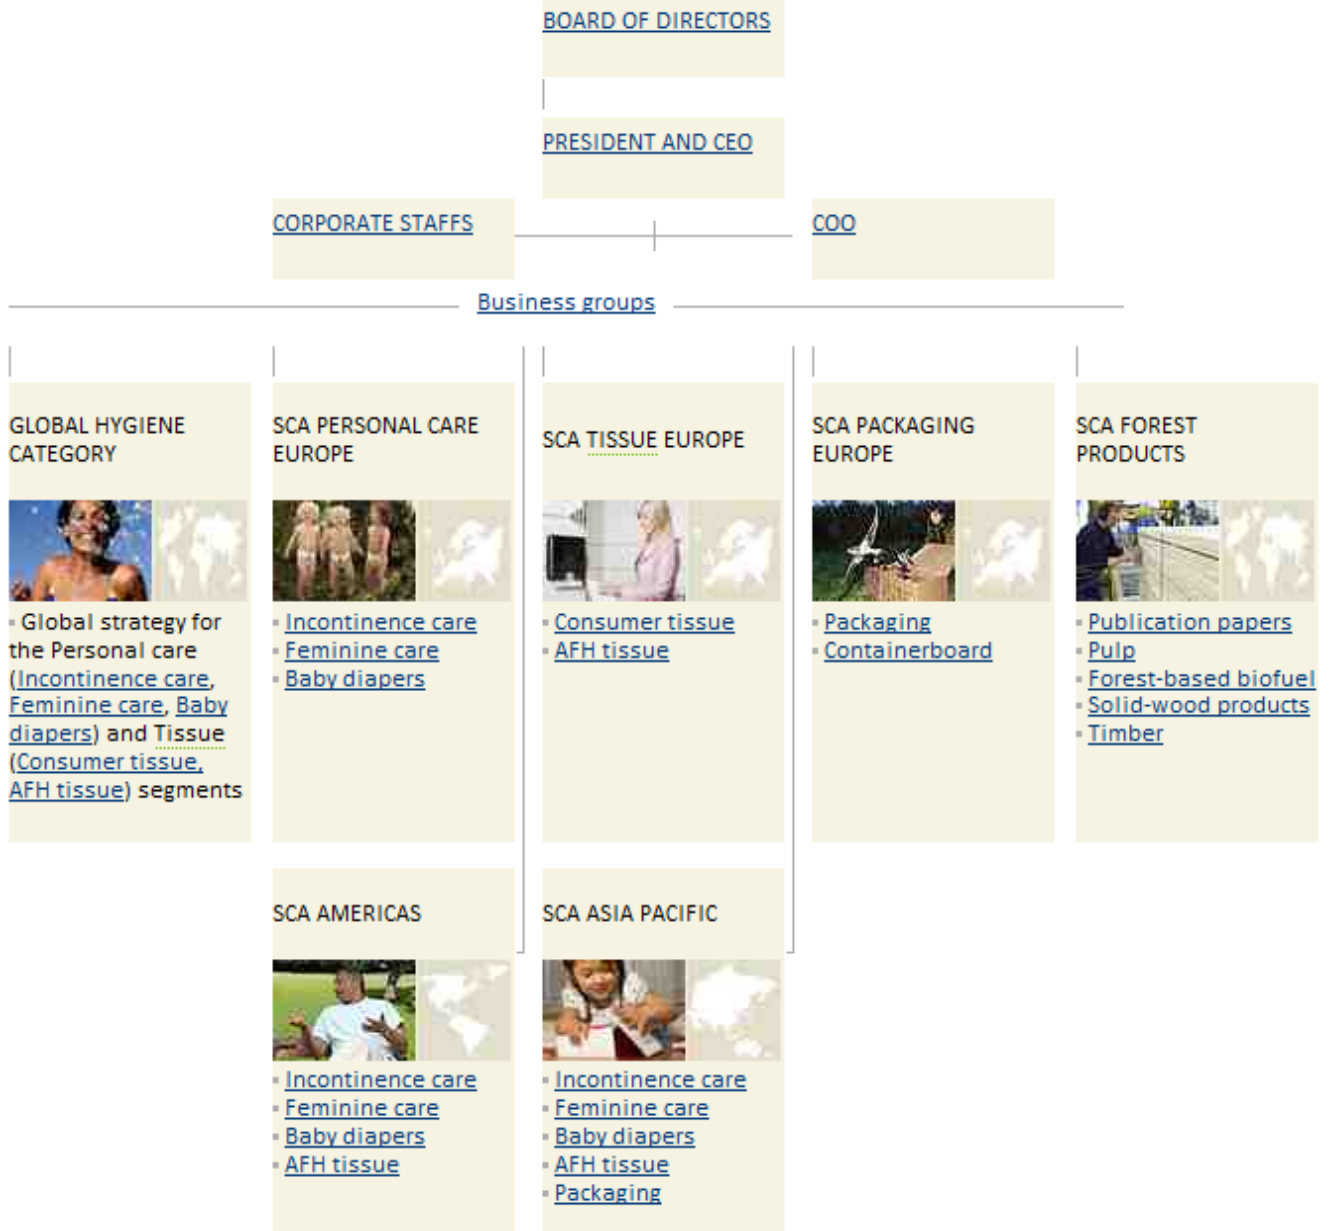 BOARD OF DIRECTORS
PRESIDENT AND CEO
CORPORATE STAFFS
COO
Business groups
GLOBAL HYGIENE
CATEGORY
▪ Global strategy for
the Personal care
(Incontinence care,
Feminine care, Baby
diapers) and Tissue
(Consumer tissue,
AFH tissue) segments
SCA PERSONAL CARE
EUROPE
▪ Incontinence care
▪ Feminine care
▪ Baby diapers
SCA TISSUE EUROPE
▪ Consumer tissue
▪ AFH tissue
SCA PACKAGING
EUROPE
▪ Packaging
▪ Containerboard
SCA FOREST
PRODUCTS
▪ Publication papers
▪ Pulp
▪ Forest-based biofuel
▪ Solid-wood products
▪ Timber
SCA AMERICAS
▪ Incontinence care
▪ Feminine care
▪ Baby diapers
▪ AFH tissue
SCA ASIA PACIFIC
▪ Incontinence care
▪ Feminine care
▪ Baby diapers
▪ AFH tissue
▪ Packaging